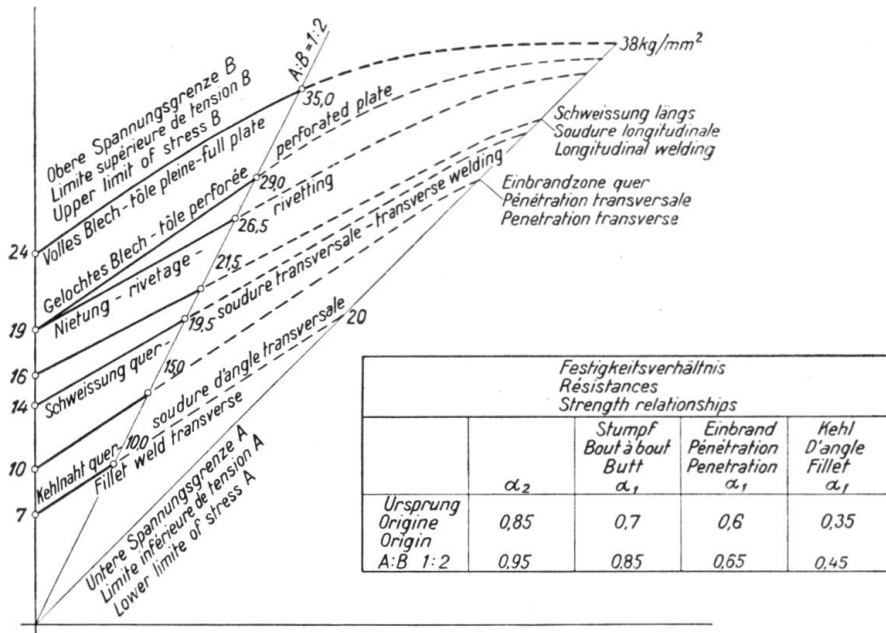 38kg/mm²
A:B=1:2
Obere Spannungsgrenze B
Limite supérieure de tension B
Upper limit of stress B
Volles Blech - tôle pleine - full plate
35,0
Schweissung längs
Soudure longitudinale
Longitudinal welding
Gelochtes Blech - tôle perforée
perforated plate
29,0
Einbrandzone quer
Pénétration transversale
Penetration transverse
Nietung - rivetage -
rivetting
26,5
24
21,5
19
Schweissung quer -
soudure transversale - transverse welding
19,5
16
14
15,0
20
Kehlnaht quer -
soudure d'angle transversale
Fillet weld transverse
10,0
10
7
Untere Spannungsgrenze A
Limite inférieure de tension A
Lower limite of stress A
Festigkeitsverhältnis
Résistances
Strength relationships
Stumpf Einbrand Kehl
Bout à bout Pénétration D'angle
Butt Penetration Fillet
α₂ α₁ α₁ α₁
Ursprung
Origine 0,85 0,7 0,6 0,35
Origin
A:B 1:2 0,95 0,85 0,65 0,45